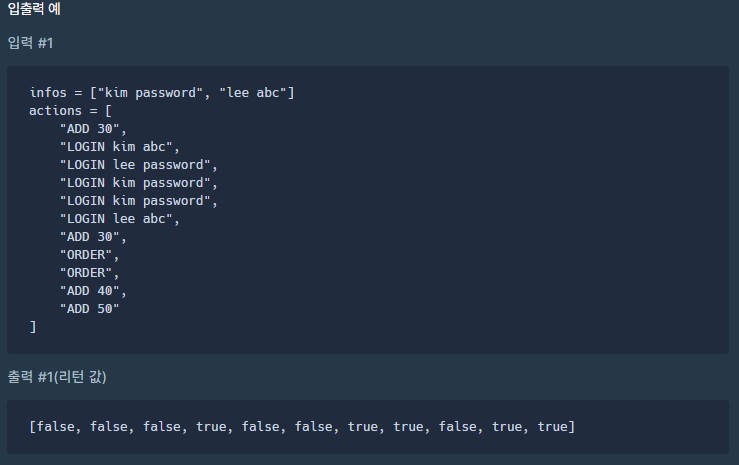 입출력 예
입력 #1
infos = ["kim password", "lee abc"]
actions = [
    "ADD 30",
    "LOGIN kim abc",
    "LOGIN lee password",
    "LOGIN kim password",
    "LOGIN kim password",
    "LOGIN lee abc",
    "ADD 30",
    "ORDER",
    "ORDER",
    "ADD 40",
    "ADD 50"
]
출력 #1(리턴 값)
[false, false, false, true, false, false, true, true, false, true, true]